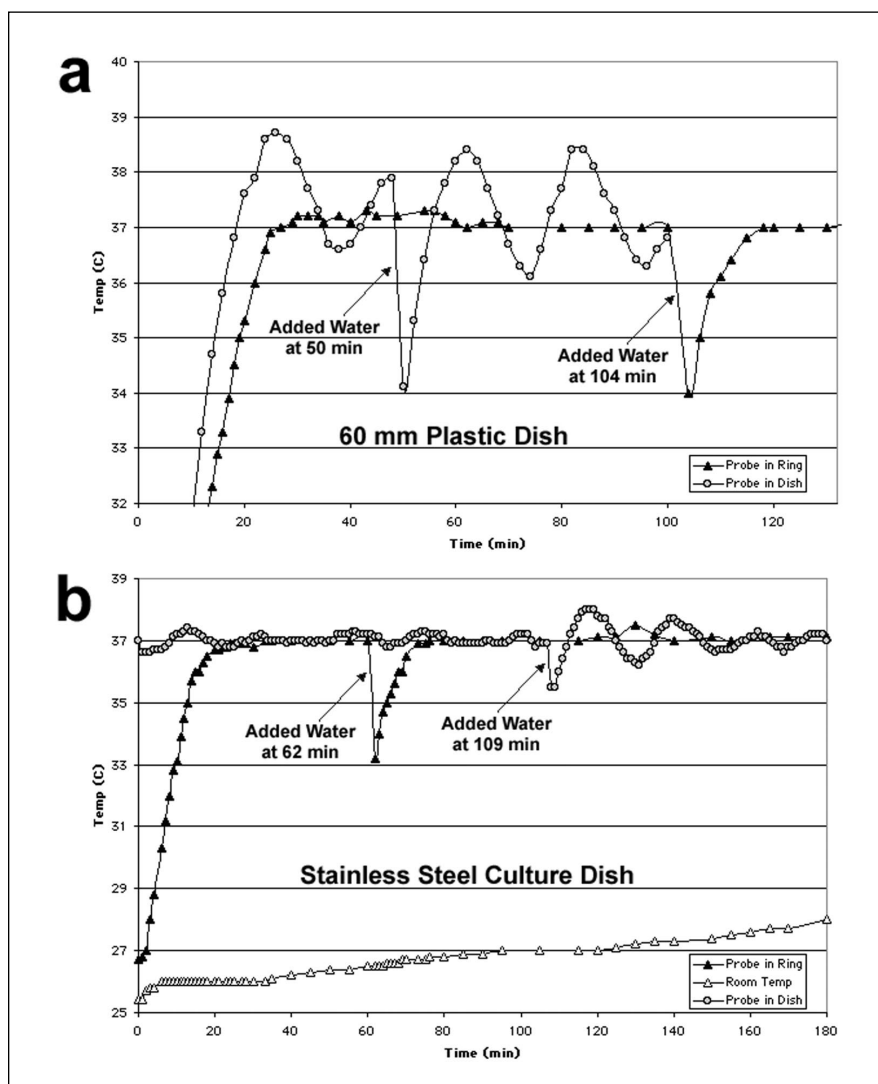 a
40
39
38
37
36
35
34
33
32
Temp (C)
Added Water
at 50 min
Added Water
at 104 min
60 mm Plastic Dish
Probe in Ring
Probe in Dish
0 20 40 60 80 100 120
Time (min)
b
39
37
35
33
31
29
27
25
Temp (C)
Added Water
at 62 min
Added Water
at 109 min
Stainless Steel Culture Dish
Probe in Ring
Room Temp
Probe in Dish
0 20 40 60 80 100 120 140 160 180
Time (min)